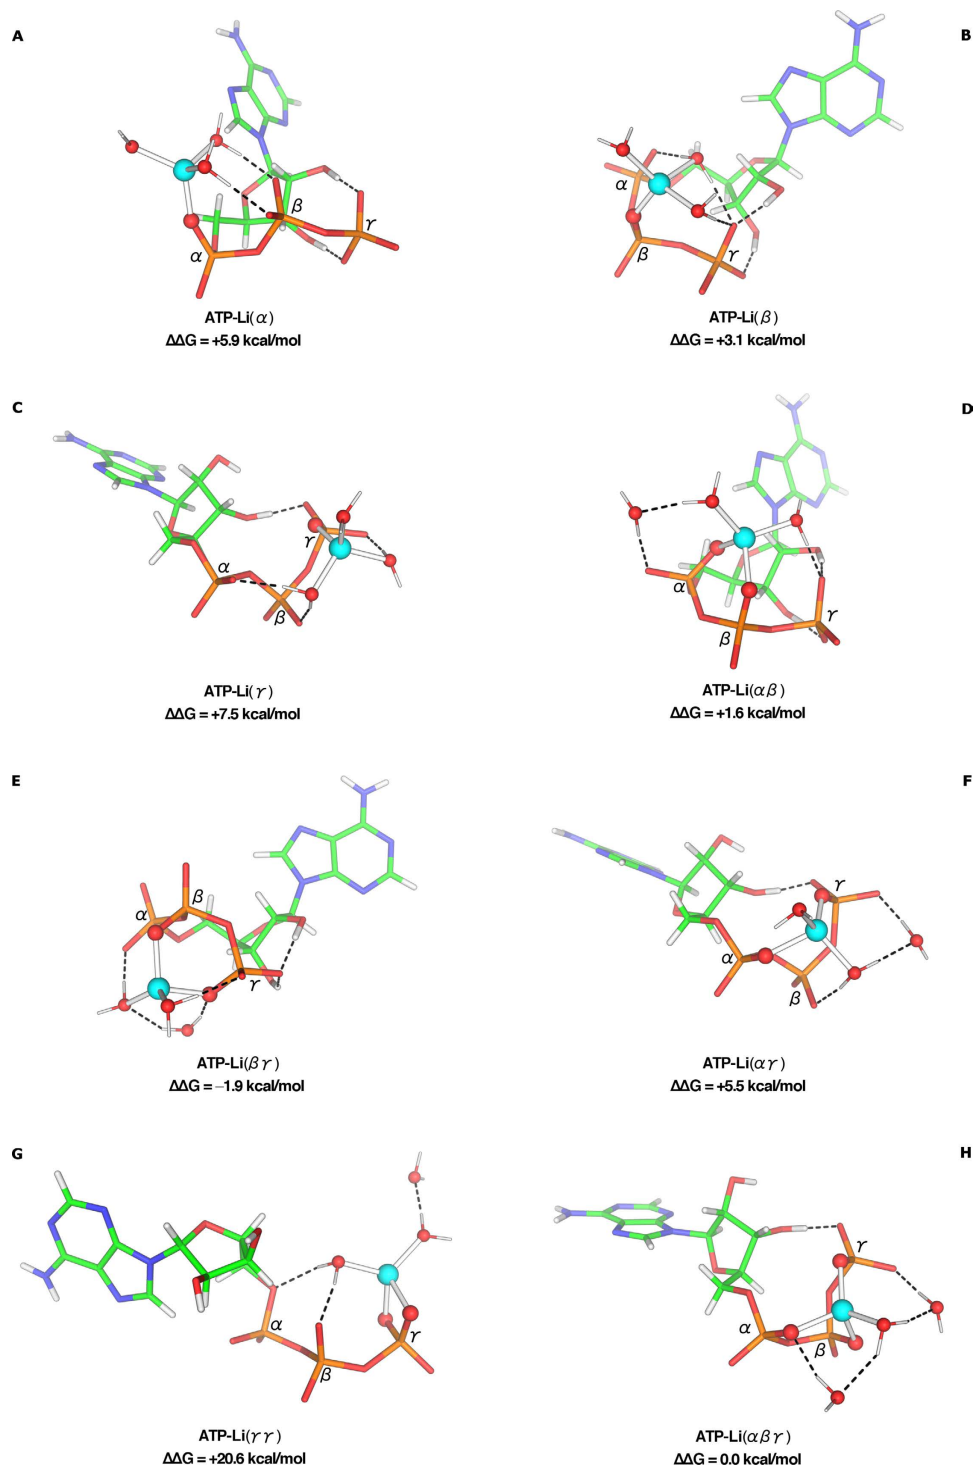 A
B
α
β
γ
α
β
γ
ATP-Li(α)
ΔΔG = +5.9 kcal/mol
ATP-Li(β)
ΔΔG = +3.1 kcal/mol
C
D
α
β
γ
α
β
γ
ATP-Li(γ)
ΔΔG = +7.5 kcal/mol
ATP-Li(αβ)
ΔΔG = +1.6 kcal/mol
E
F
α
β
γ
α
β
γ
ATP-Li(βγ)
ΔΔG = −1.9 kcal/mol
ATP-Li(αγ)
ΔΔG = +5.5 kcal/mol
G
H
α
β
γ
α
β
γ
ATP-Li(γγ)
ΔΔG = +20.6 kcal/mol
ATP-Li(αβγ)
ΔΔG = 0.0 kcal/mol